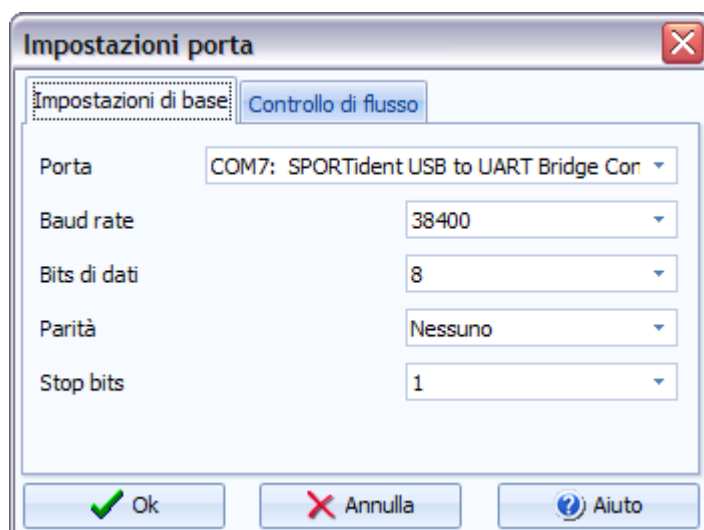 Impostazioni porta
Impostazioni di base Controllo di flusso
Porta COM7: SPORTident USB to UART Bridge Con
Baud rate 38400
Bits di dati 8
Parità Nessuno
Stop bits 1
Ok Annulla Aiuto